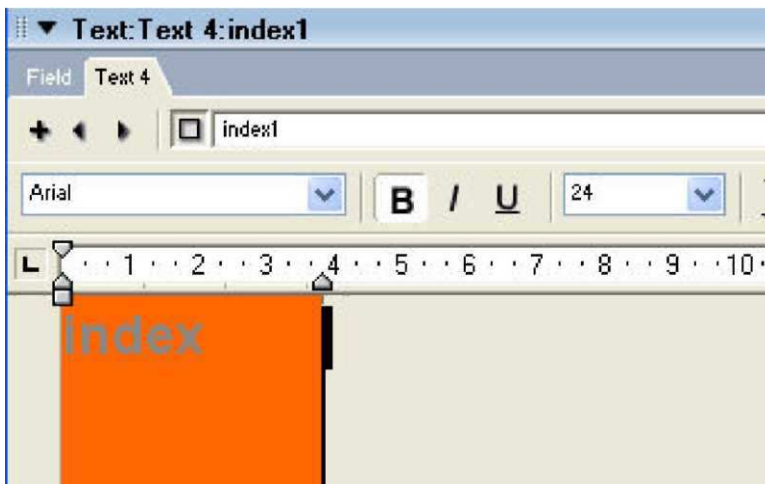 Text:Text 4:index1
Field Text 4
index1
Arial B I U 24
L 1 2 3 4 5 6 7 8 9 10
index